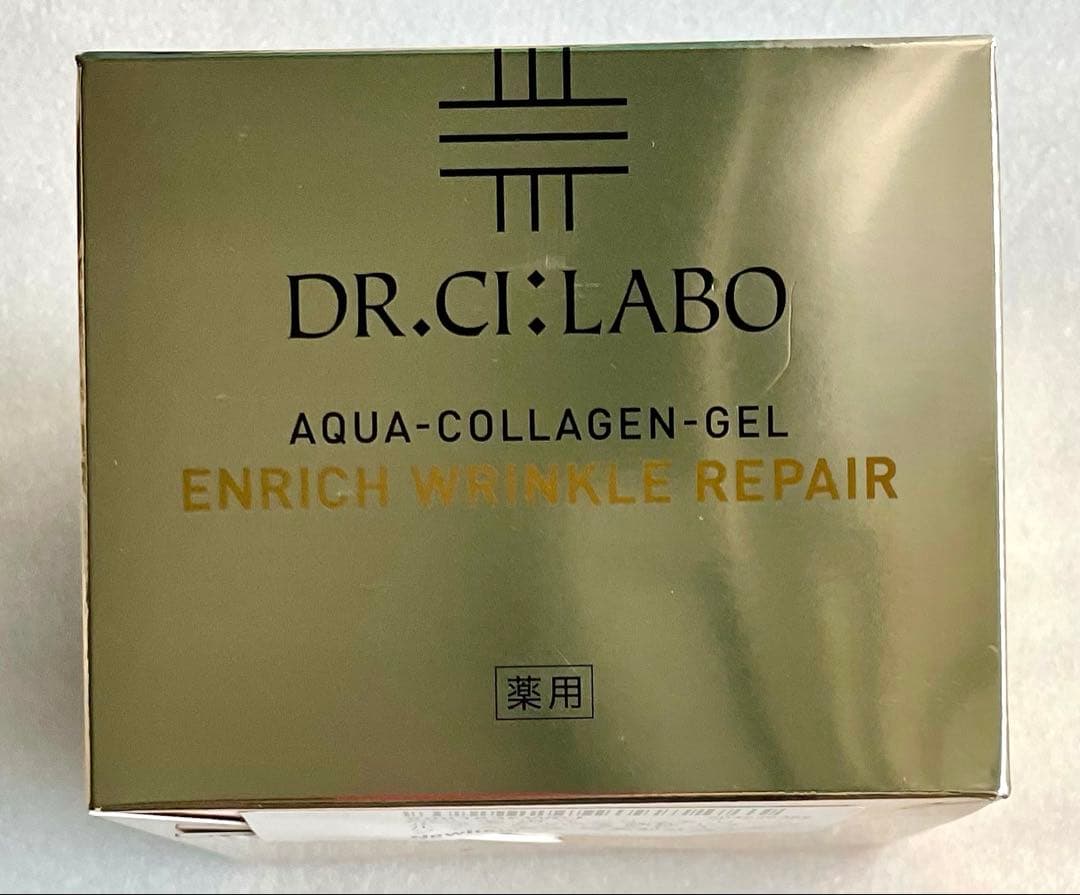 DR.CI:LABO
AQUA-COLLAGEN-GEL
ENRICH WRINKLE REPAIR
薬用